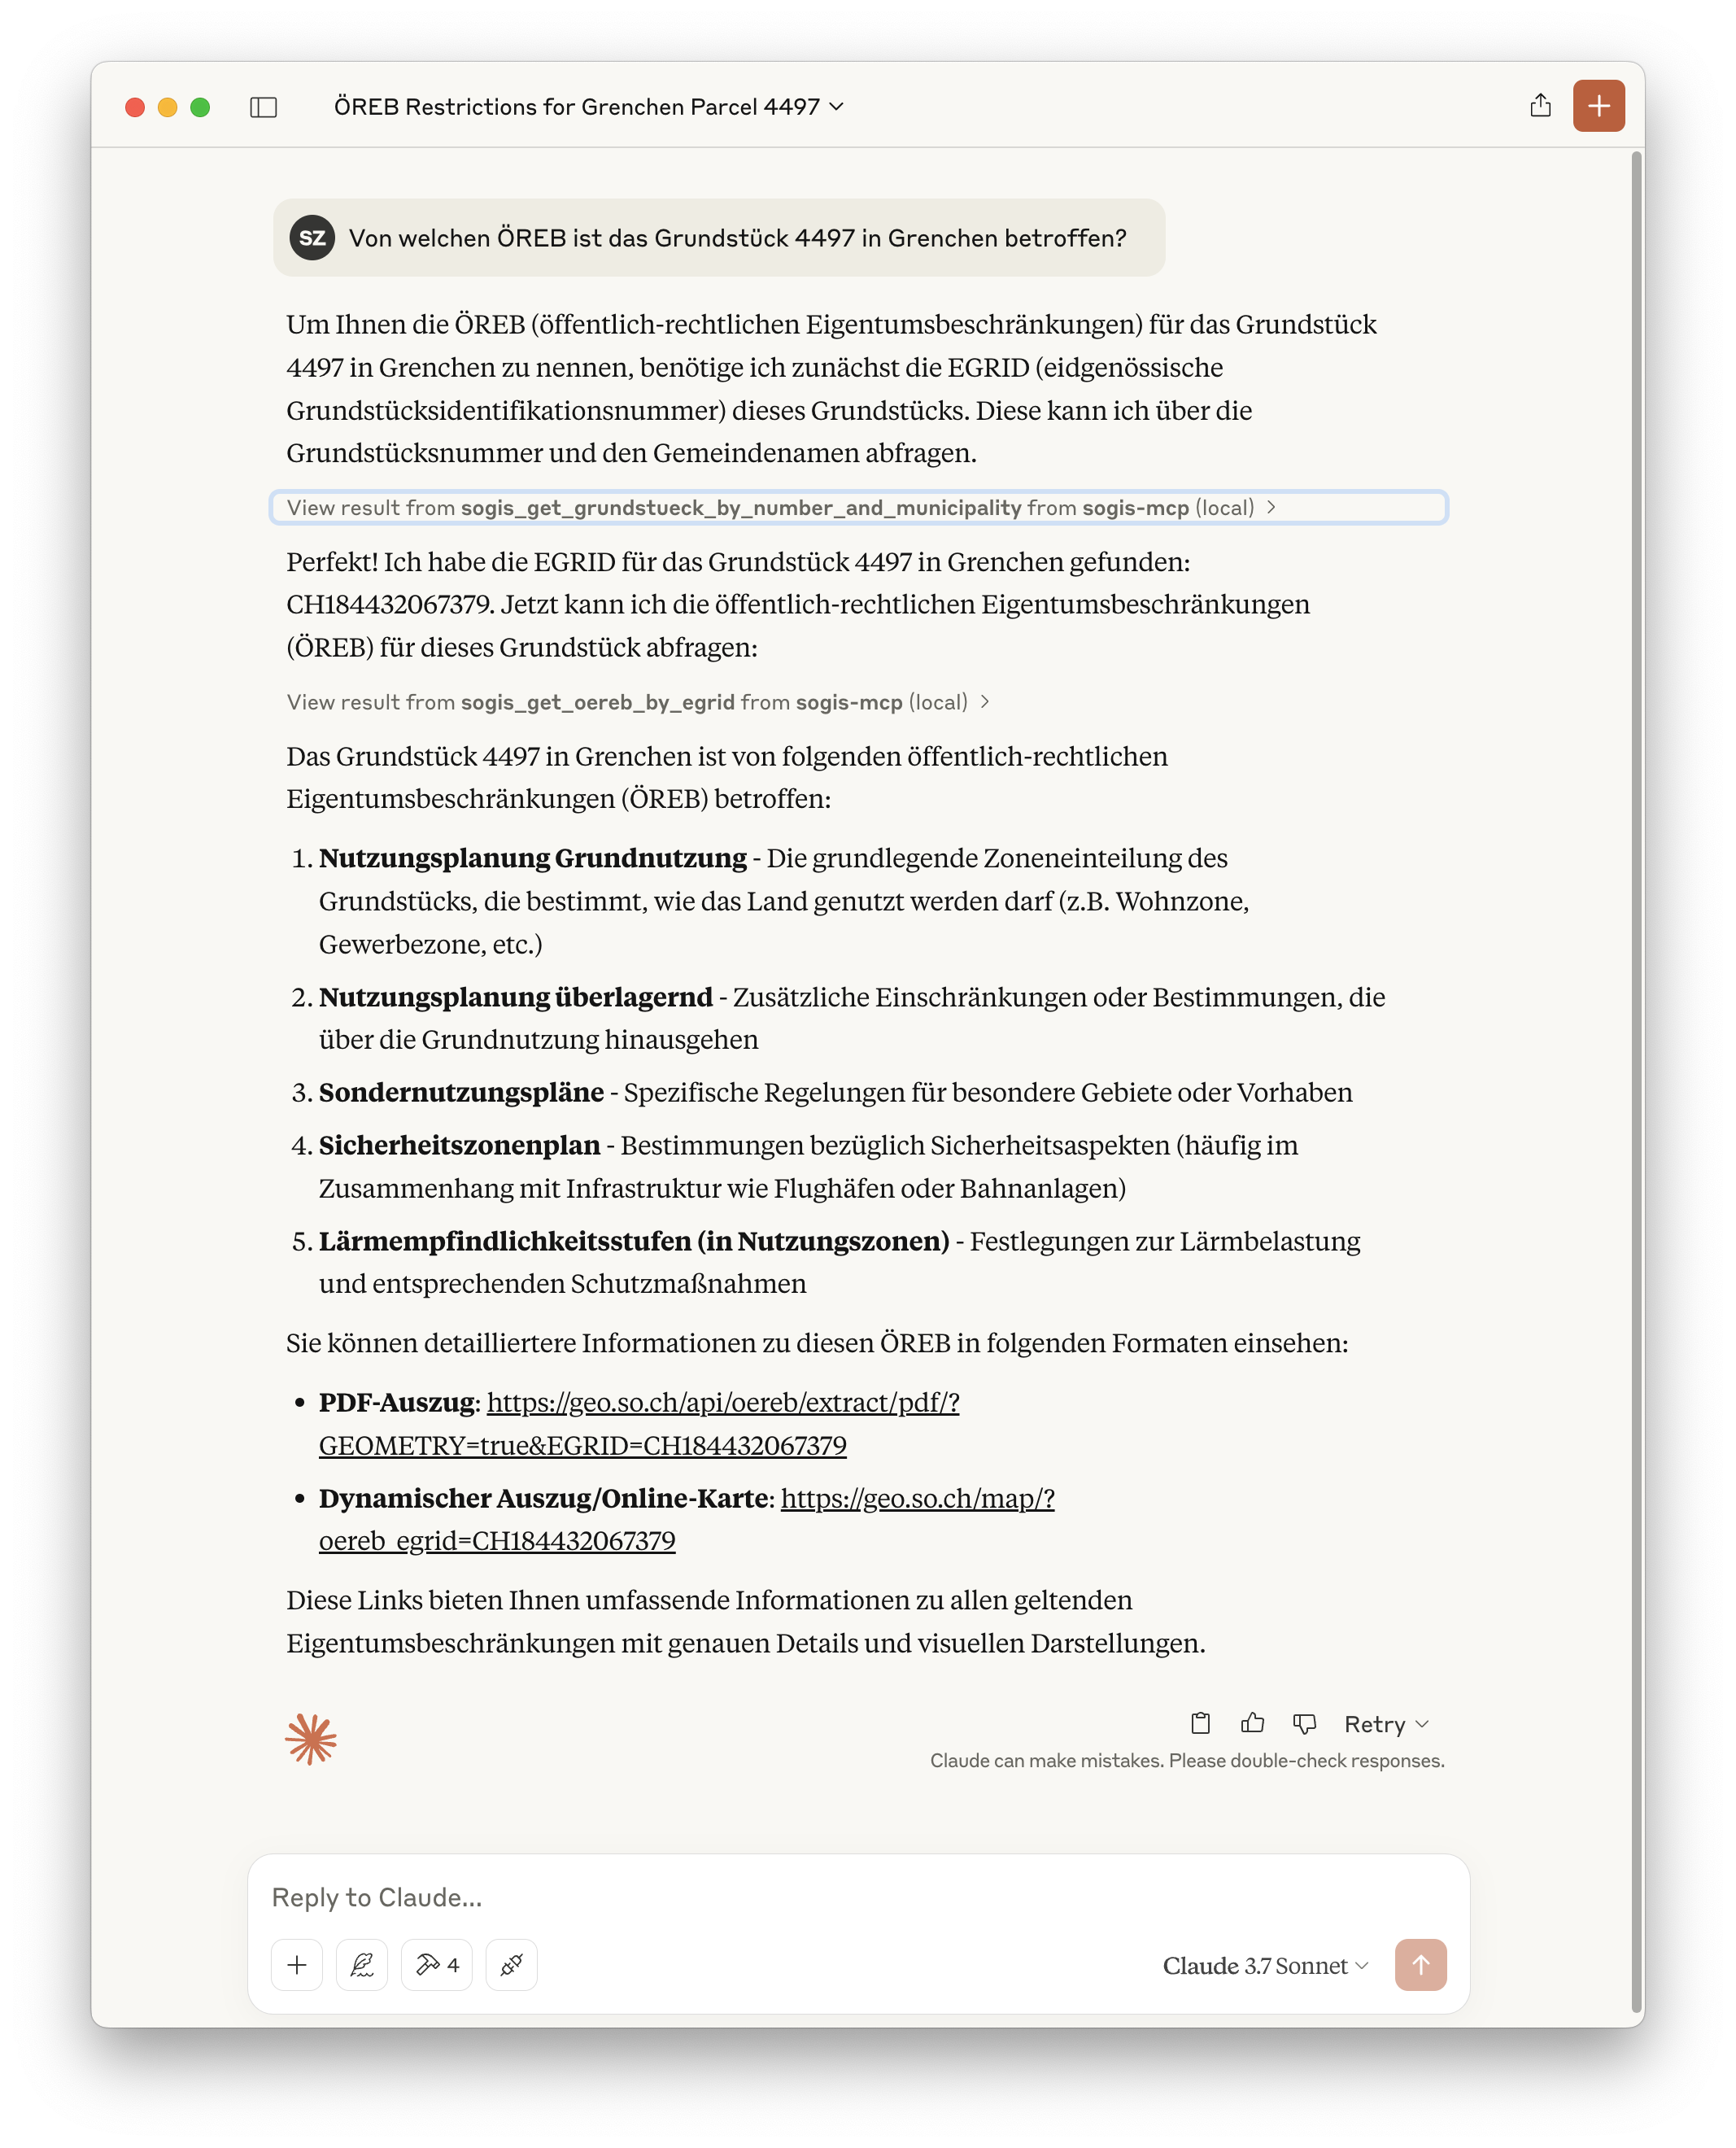 ÖREB Restrictions for Grenchen Parcel 4497
SZ Von welchen ÖREB ist das Grundstück 4497 in Grenchen betroffen?
Um Ihnen die ÖREB (öffentlich-rechtlichen Eigentumsbeschränkungen) für das Grundstück
4497 in Grenchen zu nennen, benötige ich zunächst die EGRID (eidgenössische
Grundstücksidentifikationsnummer) dieses Grundstücks. Diese kann ich über die
Grundstücksnummer und den Gemeindenamen abfragen.
View result from sogis_get_grundstueck_by_number_and_municipality from sogis-mcp (local)
Perfekt! Ich habe die EGRID für das Grundstück 4497 in Grenchen gefunden:
CH184432067379. Jetzt kann ich die öffentlich-rechtlichen Eigentumsbeschränkungen
(ÖREB) für dieses Grundstück abfragen:
View result from sogis_get_oereb_by_egrid from sogis-mcp (local)
Das Grundstück 4497 in Grenchen ist von folgenden öffentlich-rechtlichen
Eigentumsbeschränkungen (ÖREB) betroffen:
1. Nutzungsplanung Grundnutzung - Die grundlegende Zoneneinteilung des
Grundstücks, die bestimmt, wie das Land genutzt werden darf (z.B. Wohnzone,
Gewerbezone, etc.)
2. Nutzungsplanung überlagernd - Zusätzliche Einschränkungen oder Bestimmungen, die
über die Grundnutzung hinausgehen
3. Sondernutzungspläne - Spezifische Regelungen für besondere Gebiete oder Vorhaben
4. Sicherheitszonenplan - Bestimmungen bezüglich Sicherheitsaspekten (häufig im
Zusammenhang mit Infrastruktur wie Flughäfen oder Bahnanlagen)
5. Lärmempfindlichkeitsstufen (in Nutzungszonen) - Festlegungen zur Lärmbelastung
und entsprechenden Schutzmaßnahmen
Sie können detailliertere Informationen zu diesen ÖREB in folgenden Formaten einsehen:
• PDF-Auszug: https://geo.so.ch/api/oereb/extract/pdf/?
GEOMETRY=true&EGRID=CH184432067379
• Dynamischer Auszug/Online-Karte: https://geo.so.ch/map/?
oereb_egrid=CH184432067379
Diese Links bieten Ihnen umfassende Informationen zu allen geltenden
Eigentumsbeschränkungen mit genauen Details und visuellen Darstellungen.
Retry
Claude can make mistakes. Please double-check responses.
Reply to Claude...
4
Claude 3.7 Sonnet